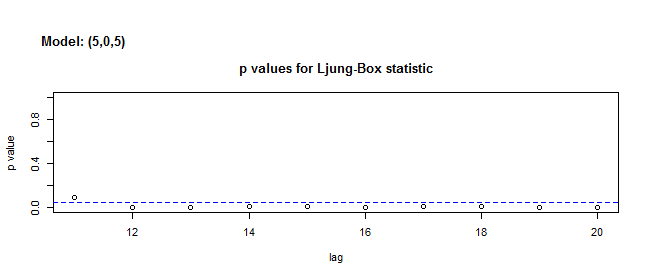 Model: (5,0,5)
p values for Ljung-Box statistic
p value
0.8
0.4
0.0
12 14 16 18 20
lag